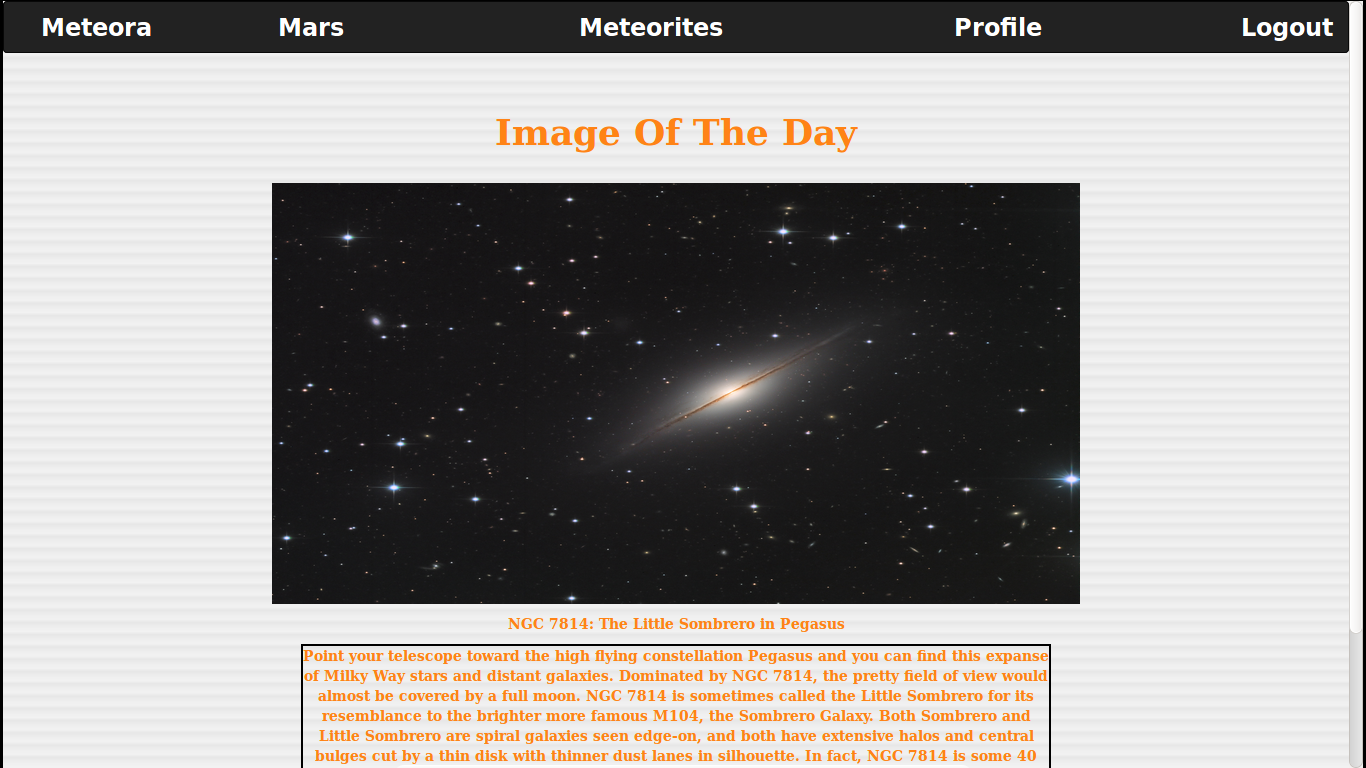 Meteora Mars Meteorites Profile Logout
Image Of The Day
NGC 7814: The Little Sombrero in Pegasus
Point your telescope toward the high flying constellation Pegasus and you can find this expanse
of Milky Way stars and distant galaxies. Dominated by NGC 7814, the pretty field of view would
almost be covered by a full moon. NGC 7814 is sometimes called the Little Sombrero for its
resemblance to the brighter more famous M104, the Sombrero Galaxy. Both Sombrero and
Little Sombrero are spiral galaxies seen edge-on, and both have extensive halos and central
bulges cut by a thin disk with thinner dust lanes in silhouette. In fact, NGC 7814 is some 40